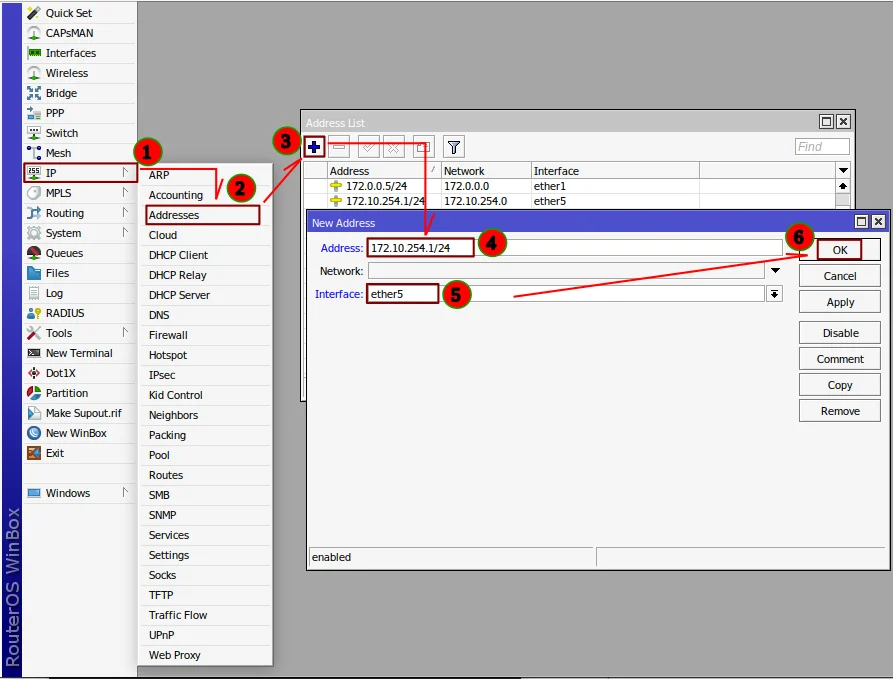 Quick Set
CAPsMAN
Interfaces
Wireless
Bridge
PPP
Switch
Mesh
IP
MPLS
Routing
System
Queues
Files
Log
RADIUS
Tools
New Terminal
Dot1X
Partition
Make Supout.rif
New WinBox
Exit
Windows
RouterOS WinBox
1
ARP
Accounting
2
Addresses
Cloud
DHCP Client
DHCP Relay
DHCP Server
DNS
Firewall
Hotspot
IPsec
Kid Control
Neighbors
Packing
Pool
Routes
SMB
SNMP
Services
Settings
Socks
TFTP
Traffic Flow
UPnP
Web Proxy
Address List
3
Find
Address Network Interface
172.0.0.5/24 172.0.0.0 ether1
172.10.254.1/24 172.10.254.0 ether5
New Address
Address: 172.10.254.1/24 4
Network:
Interface: ether5 5
6
OK
Cancel
Apply
Disable
Comment
Copy
Remove
enabled